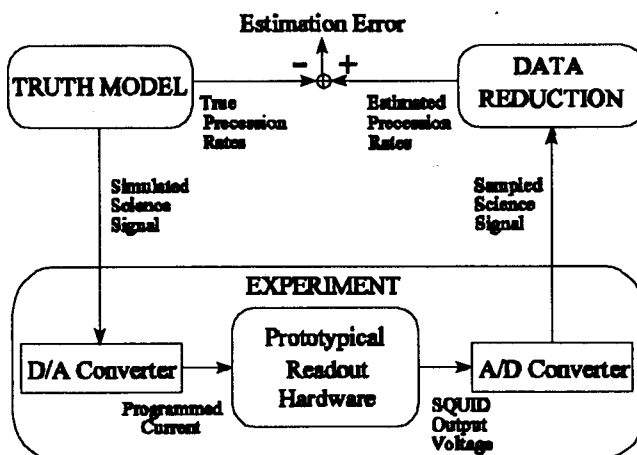 Estimation Error
−
+
TRUTH MODEL
DATA
REDUCTION
True
Precession
Rates
Estimated
Precession
Rates
Simulated
Science
Signal
Sampled
Science
Signal
EXPERIMENT
D/A Converter
Prototypical
Readout
Hardware
A/D Converter
Programmed
Current
SQUID
Output
Voltage